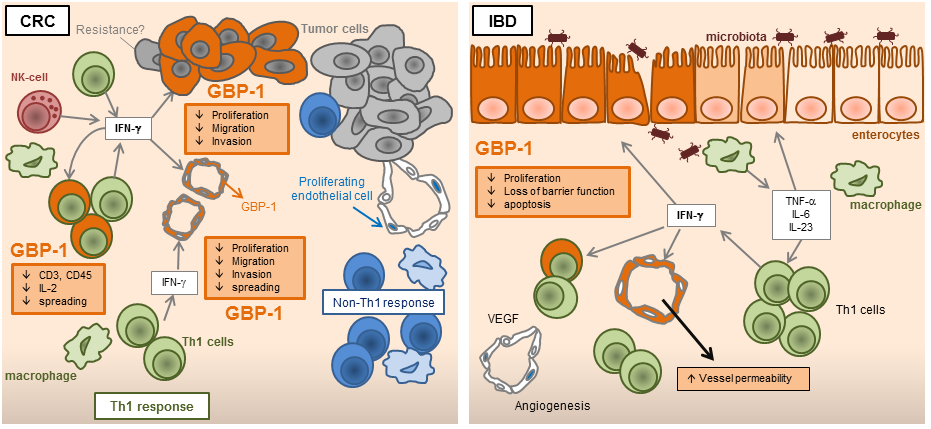 CRC
Resistance?
Tumor cells
NK-cell
IFN-γ
GBP-1
↓ Proliferation
↓ Migration
↓ Invasion
GBP-1
Proliferating
endothelial cell
GBP-1
↓ CD3, CD45
↓ IL-2
↓ spreading
IFN-γ
↓ Proliferation
↓ Migration
↓ Invasion
↓ spreading
GBP-1
Non-Th1 response
Th1 cells
macrophage
Th1 response
IBD
microbiota
enterocytes
GBP-1
↓ Proliferation
↓ Loss of barrier function
↓ apoptosis
IFN-γ
TNF-α
IL-6
IL-23
macrophage
Th1 cells
VEGF
Angiogenesis
↑ Vessel permeability